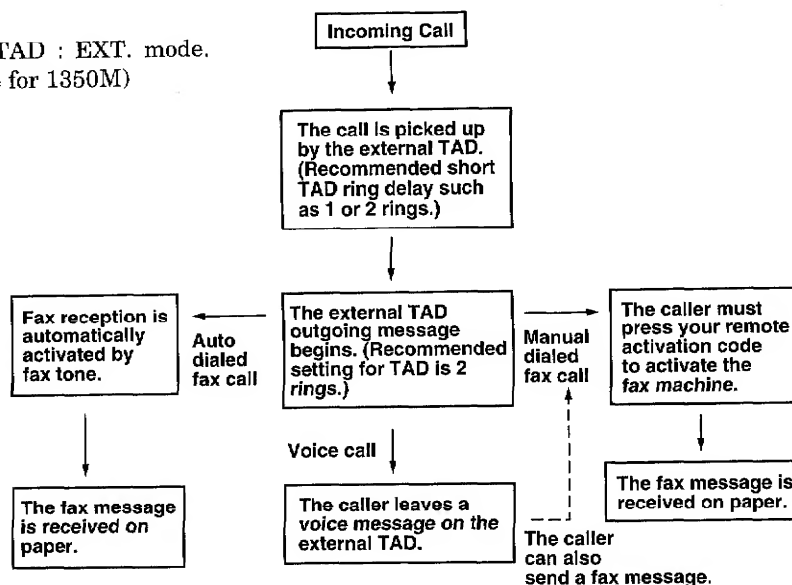 Incoming Call
TAD : EXT. mode.
for 1350M)
The call is picked up
by the external TAD.
(Recommended short
TAD ring delay such
as 1 or 2 rings.)
Fax reception is
automatically
activated by
fax tone.
Auto
dialed
fax call
The external TAD
outgoing message
begins. (Recommended
setting for TAD is 2
rings.)
Manual
dialed
fax call
The caller must
press your remote
activation code
to activate the
fax machine.
Voice call
The fax message
is received on
paper.
The caller leaves a
voice message on the
external TAD.
The caller
can also
send a fax message.
The fax message is
received on paper.